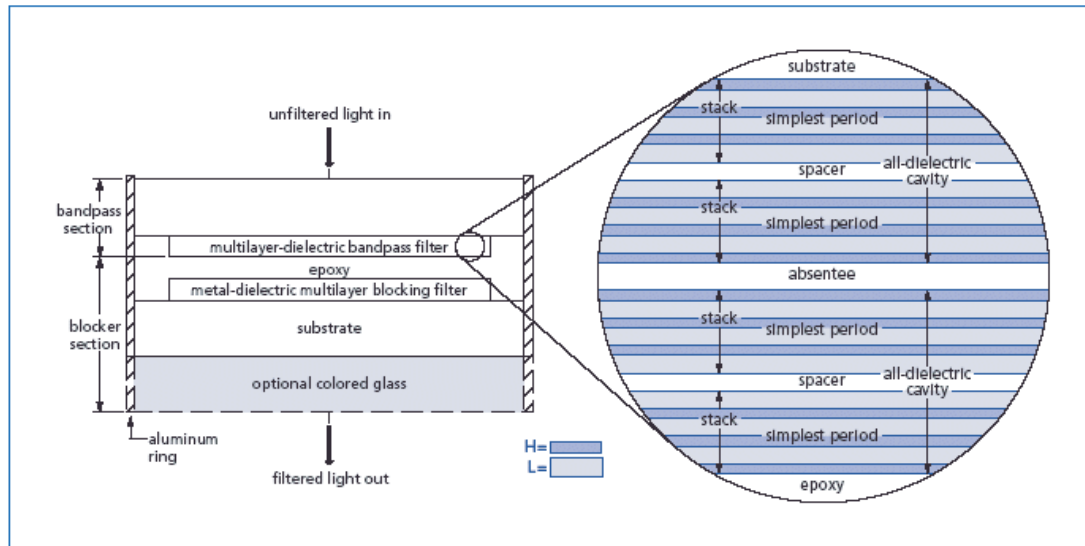 unfiltered light in
bandpass
section
multilayer-dielectric bandpass filter
epoxy
metal-dielectric multilayer blocking filter
blocker
section
substrate
optional colored glass
aluminum
ring
filtered light out
H=
L=
substrate
stack
simplest period
spacer
all-dielectric
cavity
stack
simplest period
absentee
stack
simplest period
spacer
all-dielectric
cavity
stack
simplest period
epoxy